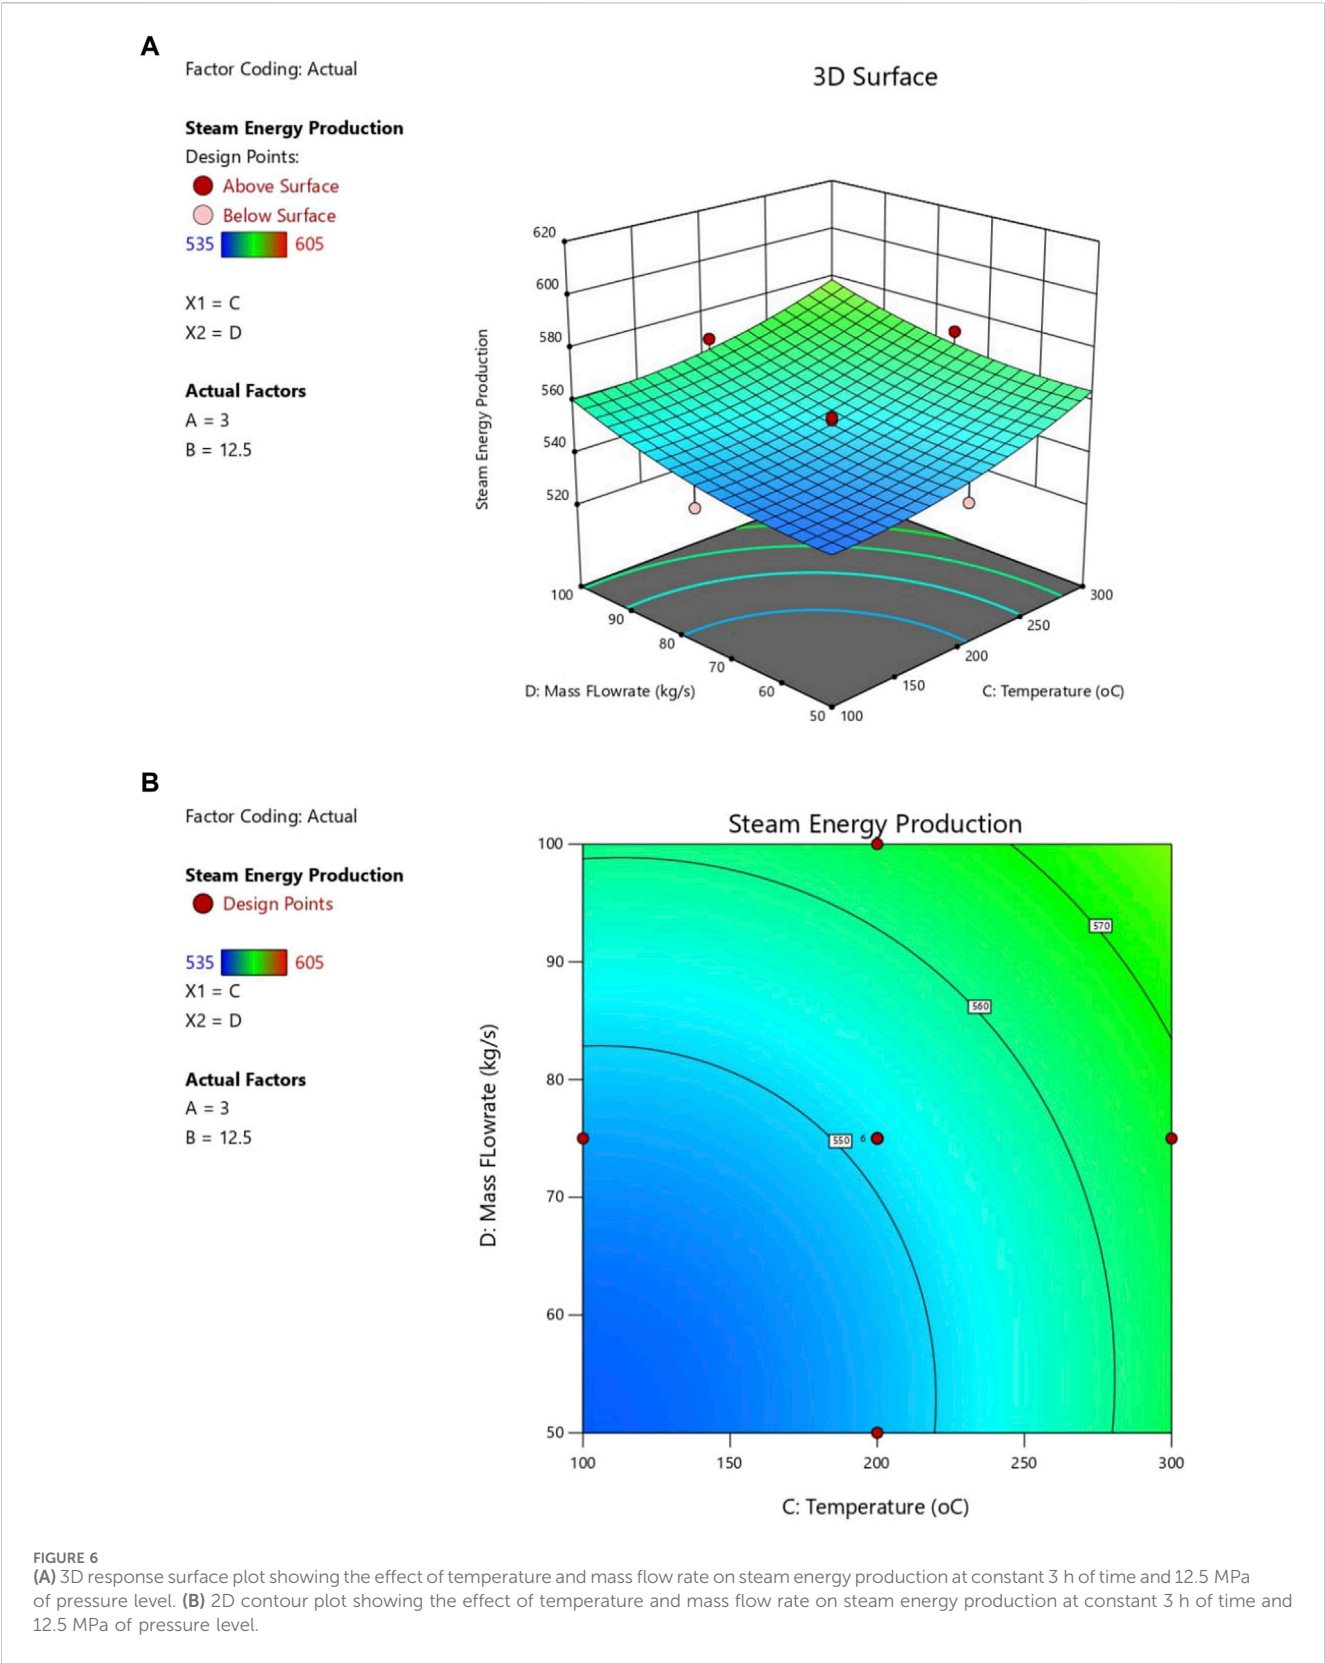 A
Factor Coding: Actual
3D Surface
Steam Energy Production
Design Points:
Above Surface
Below Surface
535 605
X1 = C
X2 = D
Actual Factors
A = 3
B = 12.5
620
600
580
560
540
520
Steam Energy Production
100
90
80
70
60
50
D: Mass FLowrate (kg/s)
100
150
200
250
300
C: Temperature (oC)
B
Factor Coding: Actual
Steam Energy Production
Steam Energy Production
Design Points
535 605
X1 = C
X2 = D
Actual Factors
A = 3
B = 12.5
100
90
80
70
60
50
D: Mass FLowrate (kg/s)
570
560
550 6
100 150 200 250 300
C: Temperature (oC)
FIGURE 6
(A) 3D response surface plot showing the effect of temperature and mass flow rate on steam energy production at constant 3 h of time and 12.5 MPa
of pressure level. (B) 2D contour plot showing the effect of temperature and mass flow rate on steam energy production at constant 3 h of time and
12.5 MPa of pressure level.